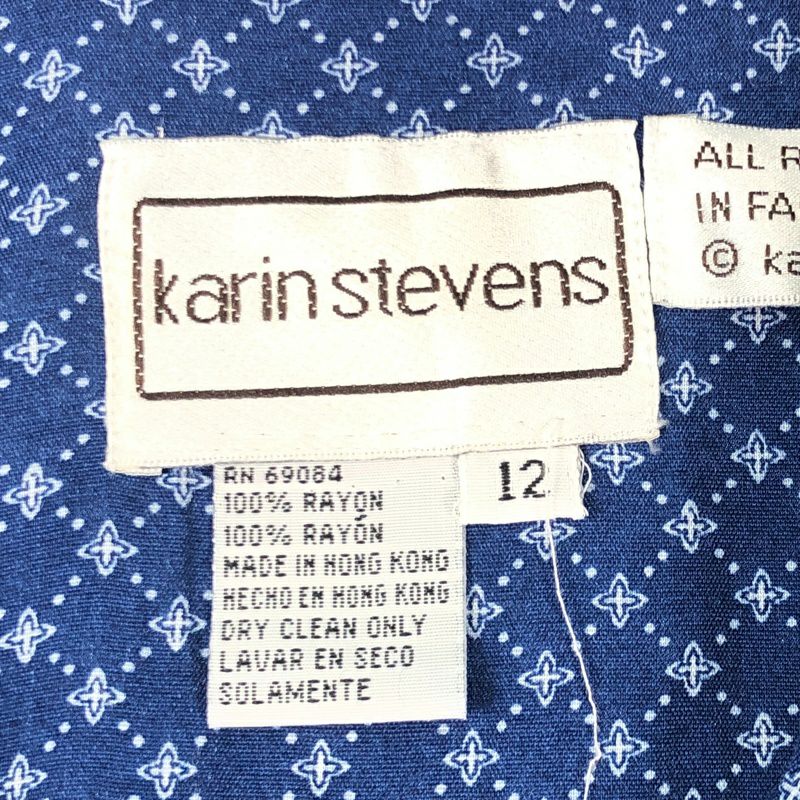 karin stevens
ALL
IN
©
RN 69084
100% RAYON
100% RAYÓN
MADE IN HONG KONG
HECHO EN HONG KONG
DRY CLEAN ONLY
LAVAR EN SECO
SOLAMENTE
12